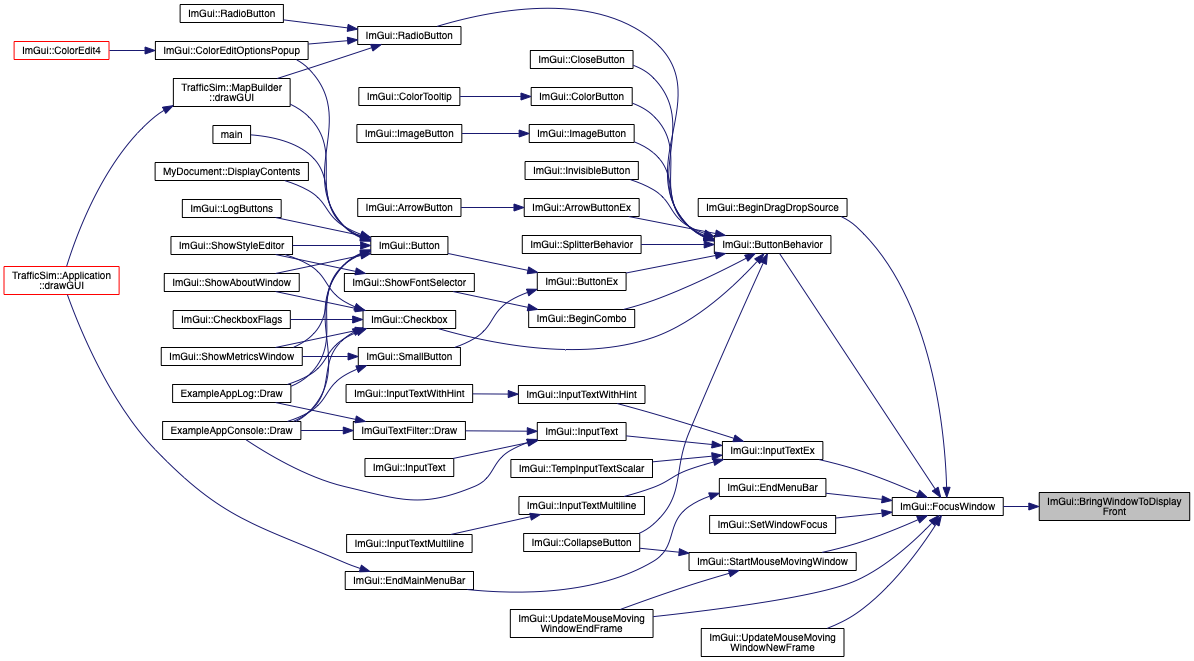 ImGui::RadioButton
ImGui::RadioButton
ImGui::ColorEdit4
ImGui::ColorEditOptionsPopup
ImGui::CloseButton
TrafficSim::MapBuilder
::drawGUI
ImGui::ColorTooltip
ImGui::ColorButton
main
ImGui::ImageButton
ImGui::ImageButton
MyDocument::DisplayContents
ImGui::InvisibleButton
ImGui::LogButtons
ImGui::ArrowButton
ImGui::ArrowButtonEx
ImGui::BeginDragDropSource
ImGui::ShowStyleEditor
ImGui::Button
ImGui::SplitterBehavior
ImGui::ButtonBehavior
TrafficSim::Application
::drawGUI
ImGui::ShowAboutWindow
ImGui::ShowFontSelector
ImGui::ButtonEx
ImGui::CheckboxFlags
ImGui::Checkbox
ImGui::BeginCombo
ImGui::ShowMetricsWindow
ImGui::SmallButton
ExampleAppLog::Draw
ImGui::InputTextWithHint
ImGui::InputTextWithHint
ExampleAppConsole::Draw
ImGuiTextFilter::Draw
ImGui::InputText
ImGui::InputTextEx
ImGui::InputText
ImGui::TempInputTextScalar
ImGui::EndMenuBar
ImGui::InputTextMultiline
ImGui::FocusWindow
ImGui::BringWindowToDisplay
Front
ImGui::SetWindowFocus
ImGui::InputTextMultiline
ImGui::CollapseButton
ImGui::StartMouseMovingWindow
ImGui::EndMainMenuBar
ImGui::UpdateMouseMoving
WindowEndFrame
ImGui::UpdateMouseMoving
WindowNewFrame